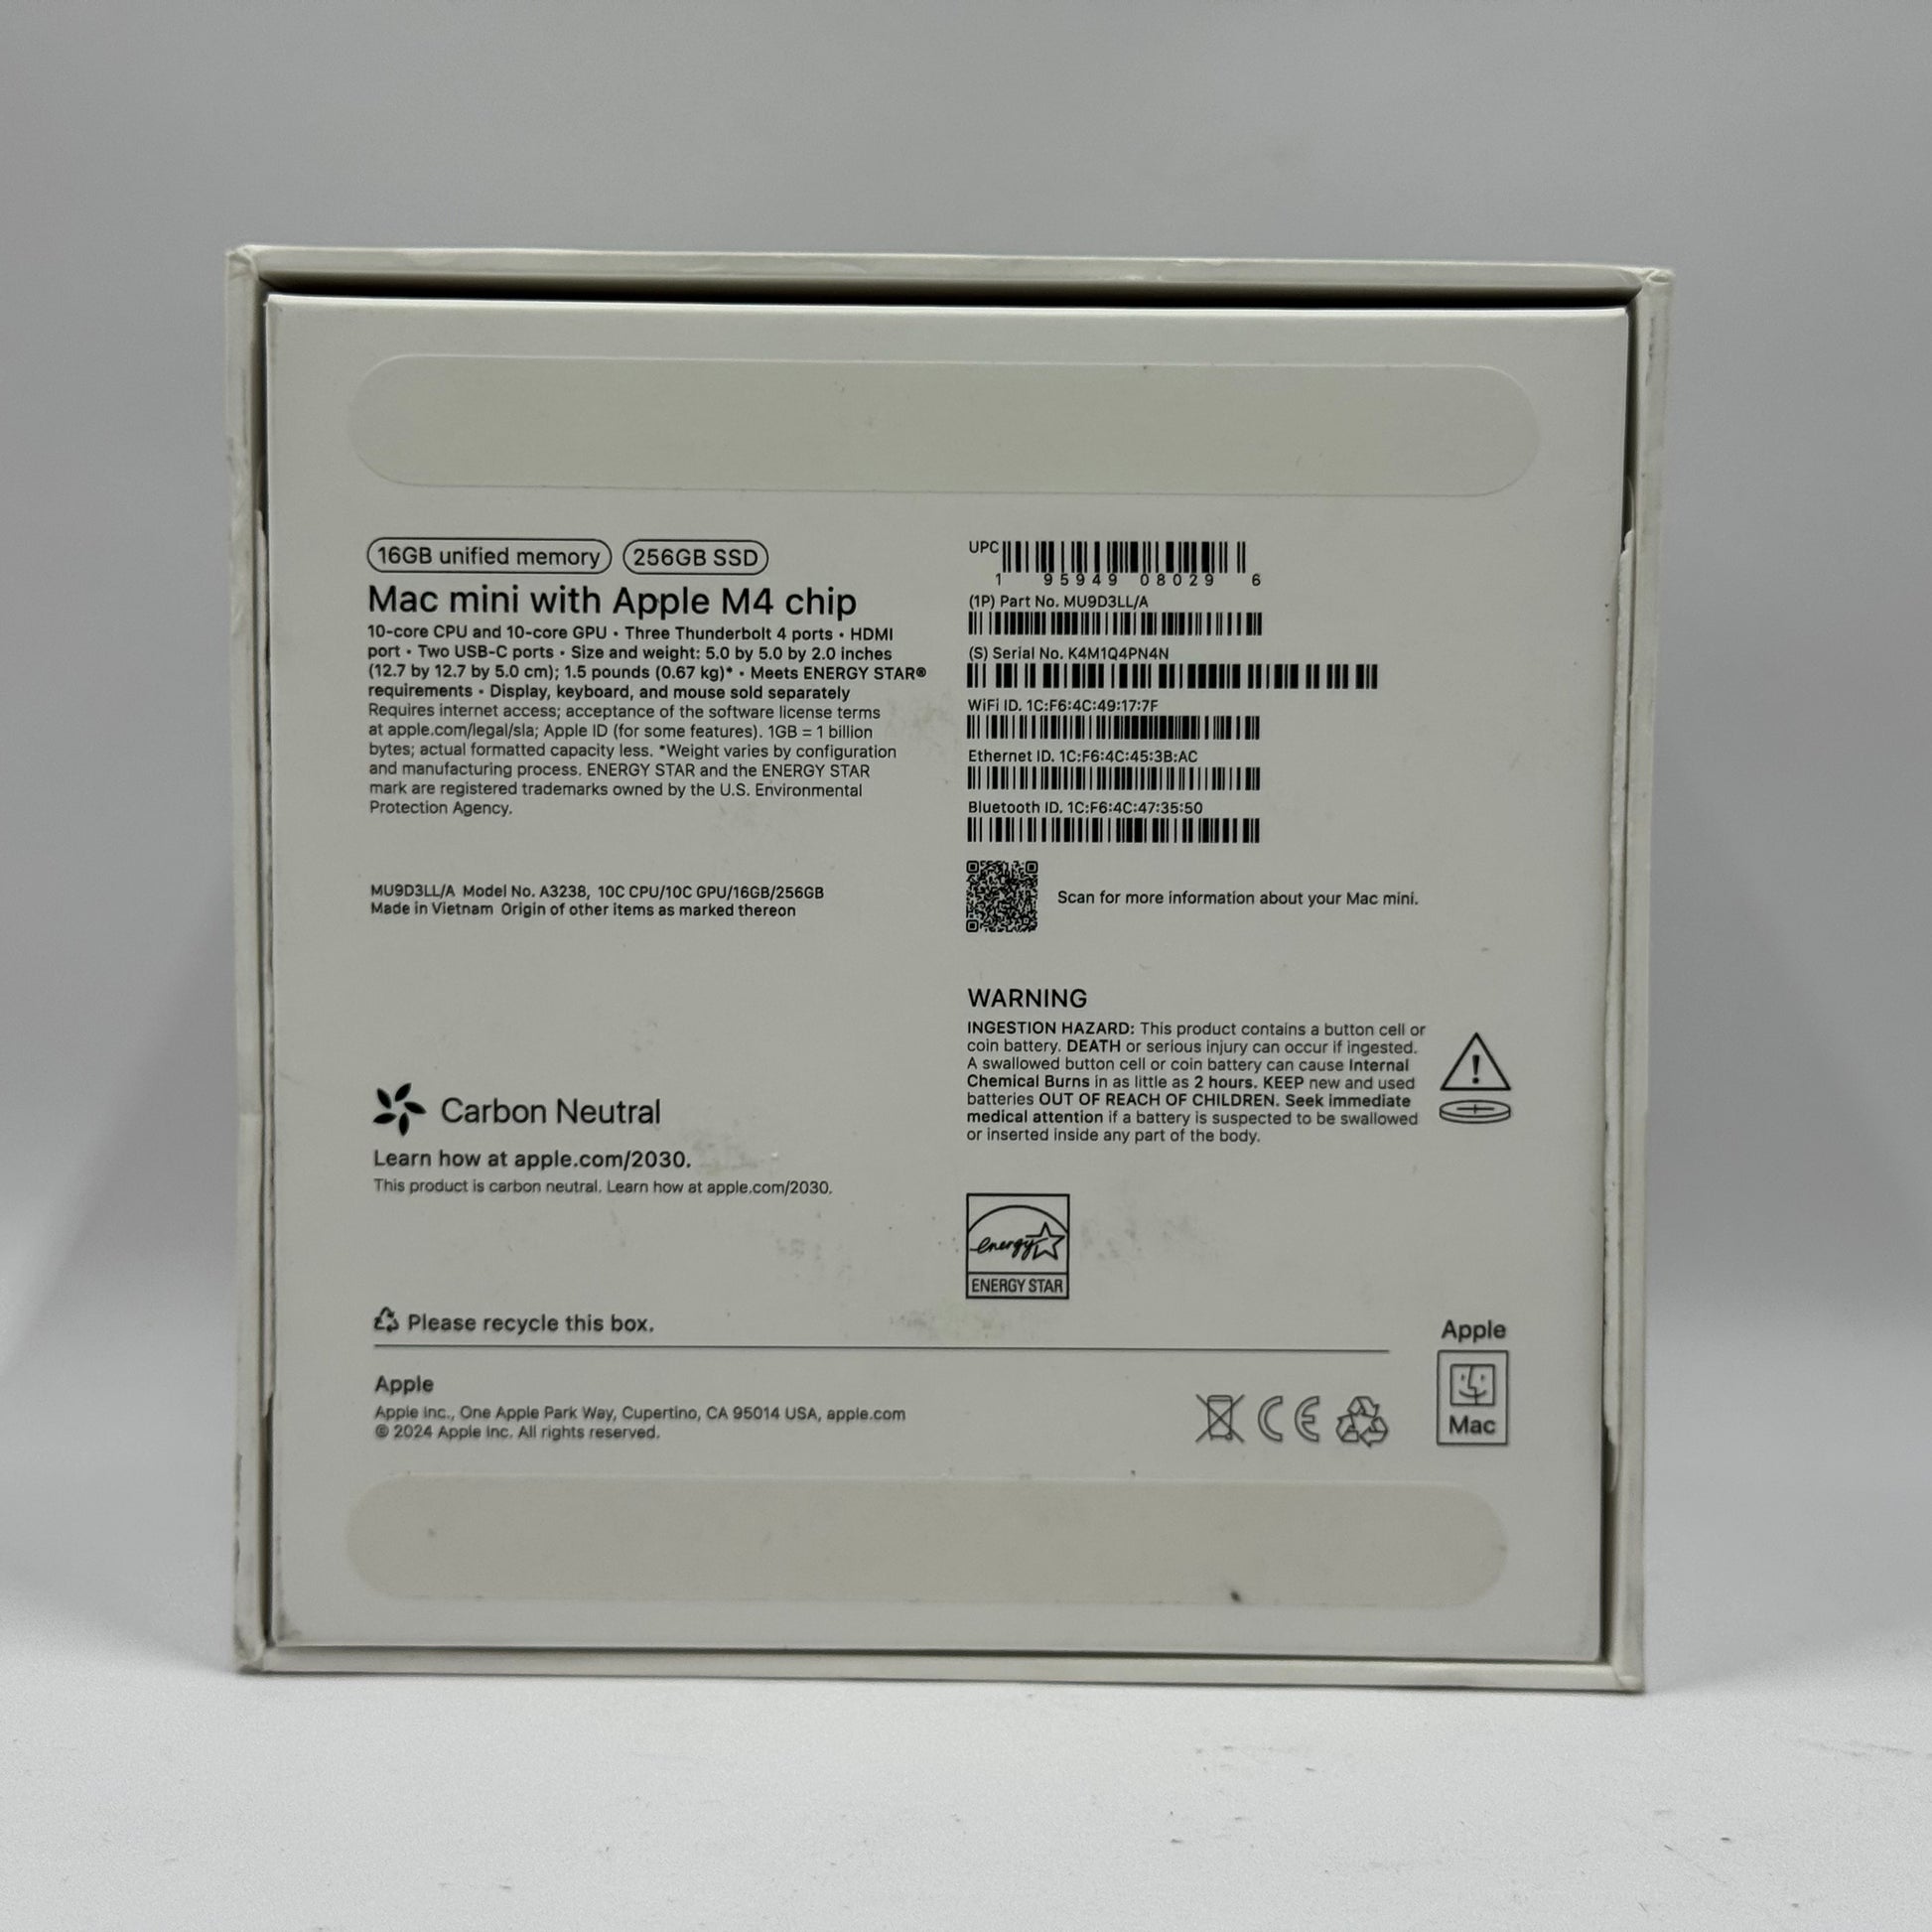 16GB unified memory 256GB SSD
Mac mini with Apple M4 chip
10-core CPU and 10-core GPU • Three Thunderbolt 4 ports • HDMI
port • Two USB-C ports • Size and weight: 5.0 by 5.0 by 2.0 inches
(12.7 by 12.7 by 5.0 cm); 1.5 pounds (0.67 kg)* • Meets ENERGY STAR®
requirements • Display, keyboard, and mouse sold separately
Requires internet access; acceptance of the software license terms
at apple.com/legal/sla; Apple ID (for some features). 1GB = 1 billion
bytes; actual formatted capacity less. *Weight varies by configuration
and manufacturing process. ENERGY STAR and the ENERGY STAR
mark are registered trademarks owned by the U.S. Environmental
Protection Agency.
MU9D3LL/A Model No. A3238, 10C CPU/10C GPU/16GB/256GB
Made in Vietnam Origin of other items as marked thereon
Carbon Neutral
Learn how at apple.com/2030.
This product is carbon neutral. Learn how at apple.com/2030.
Please recycle this box.
UPC
1 95949 08029 6
(1P) Part No. MU9D3LL/A
(S) Serial No. K4M1Q4PN4N
WiFi ID. 1C:F6:4C:49:17:7F
Ethernet ID. 1C:F6:4C:45:3B:AC
Bluetooth ID. 1C:F6:4C:47:35:50
Scan for more information about your Mac mini.
WARNING
INGESTION HAZARD: This product contains a button cell or
coin battery. DEATH or serious injury can occur if ingested.
A swallowed button cell or coin battery can cause Internal
Chemical Burns in as little as 2 hours. KEEP new and used
batteries OUT OF REACH OF CHILDREN. Seek immediate
medical attention if a battery is suspected to be swallowed
or inserted inside any part of the body.
energy
ENERGY STAR
Apple
Apple Inc., One Apple Park Way, Cupertino, CA 95014 USA, apple.com
© 2024 Apple Inc. All rights reserved.
CE
Apple
Mac